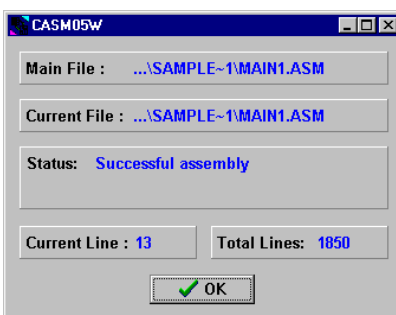 CASM05W
Main File : ...\SAMPLE~1\MAIN1.ASM
Current File : ...\SAMPLE~1\MAIN1.ASM
Status: Successful assembly
Current Line : 13 Total Lines: 1850
OK